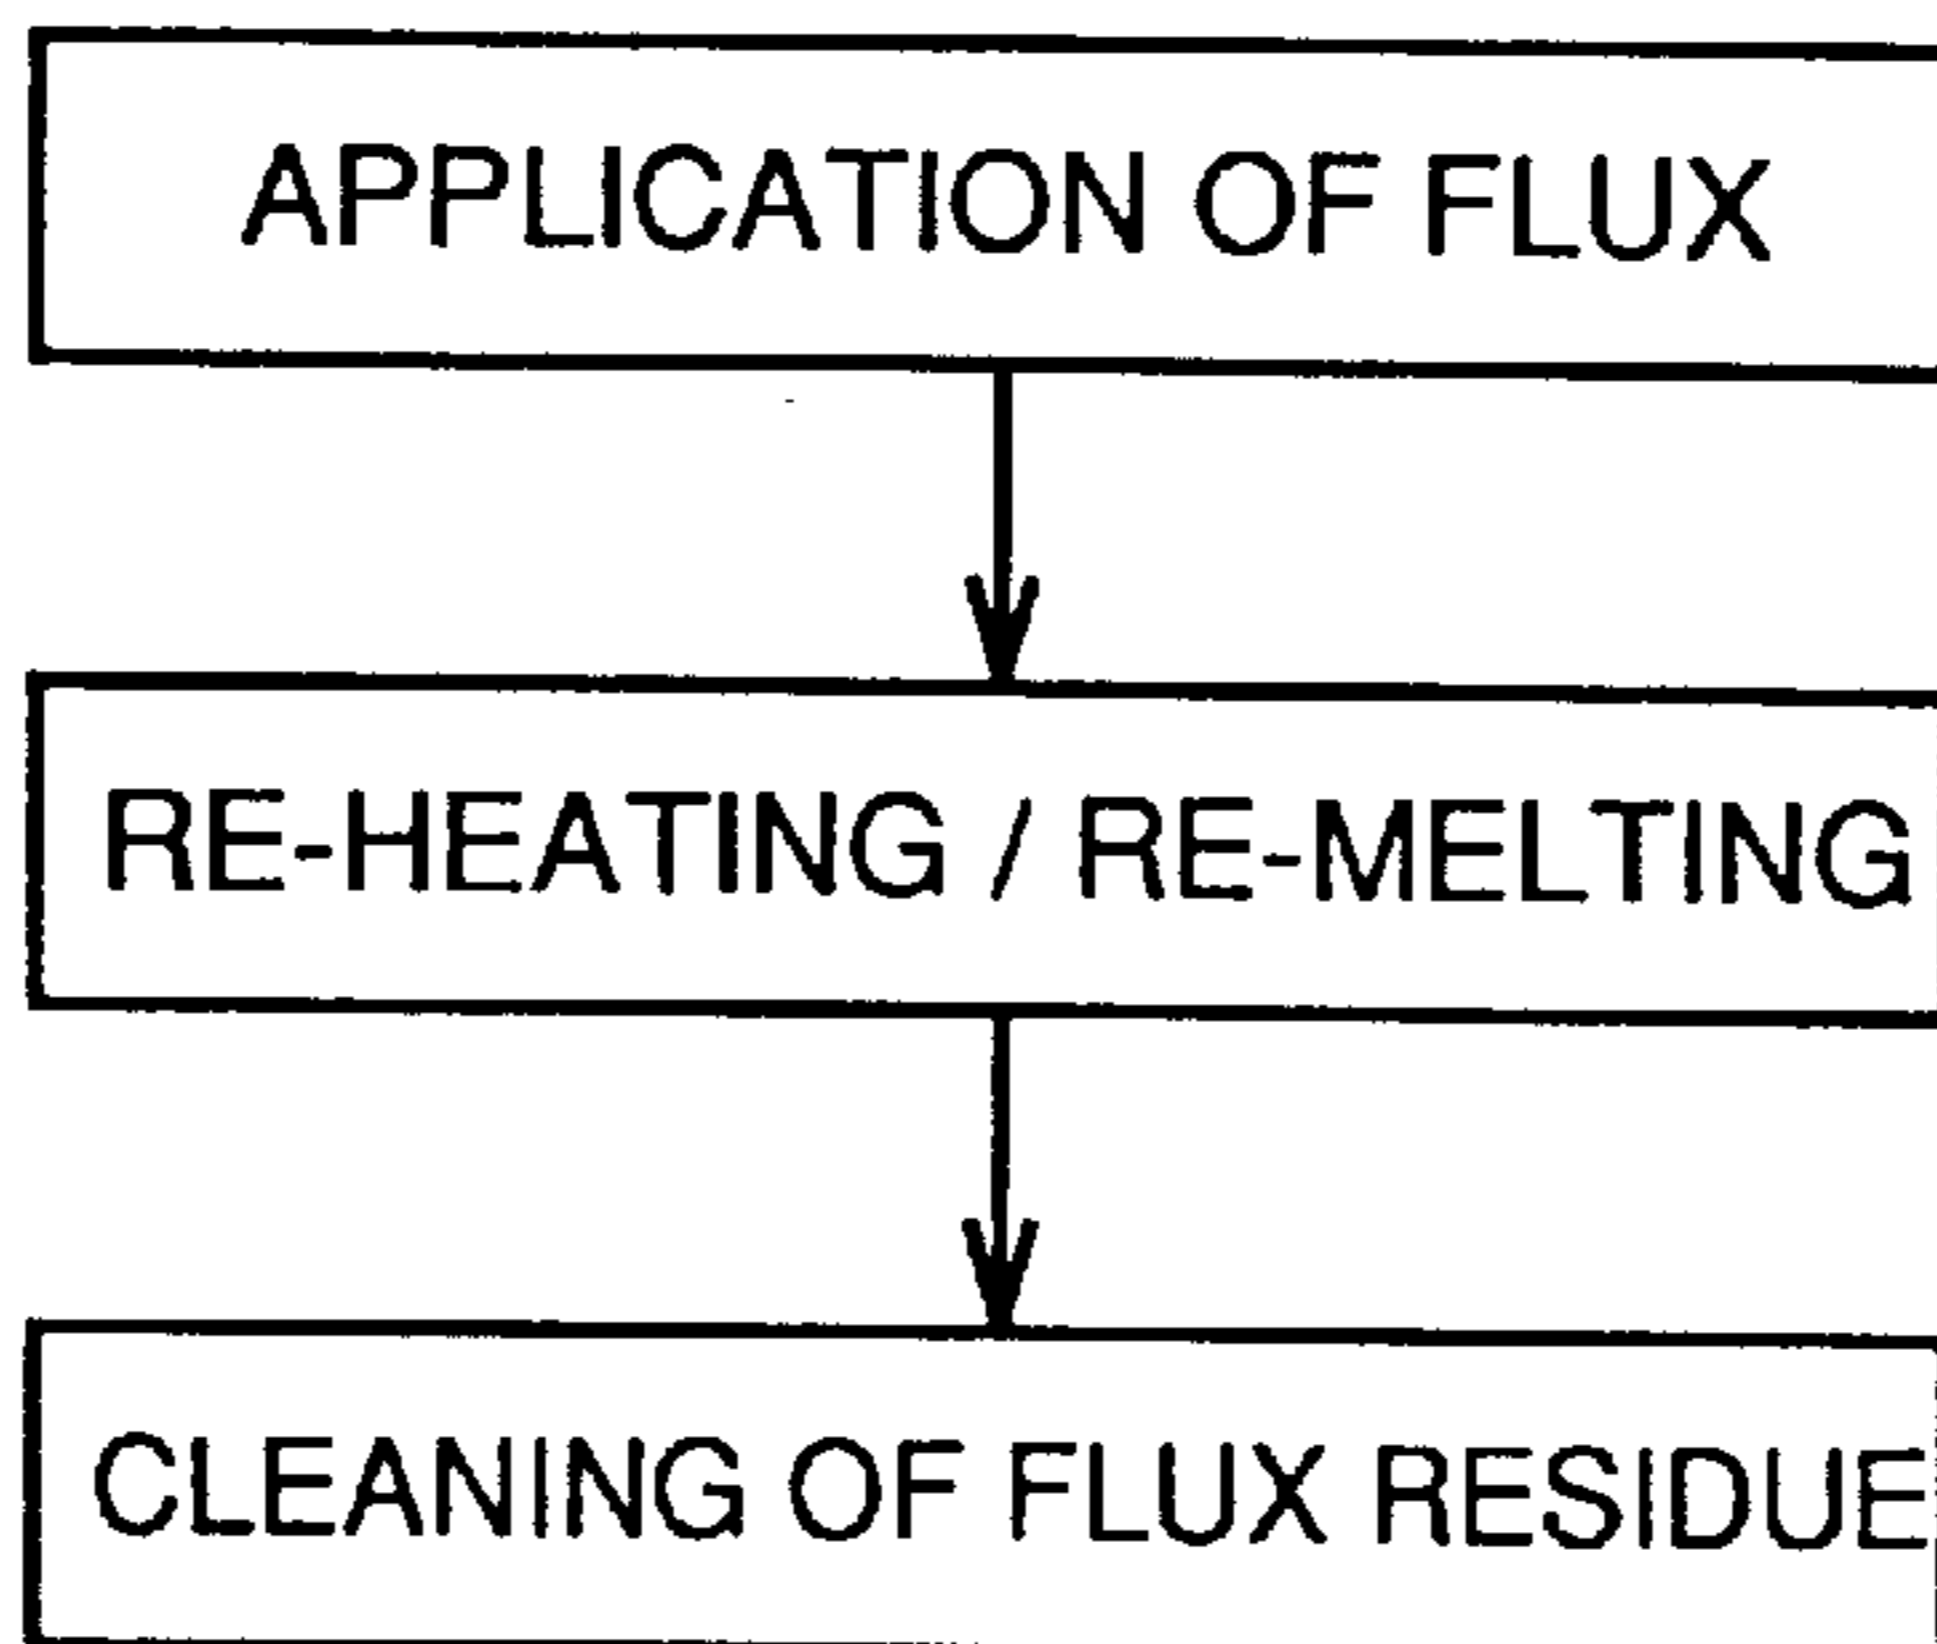 APPLICATION OF FLUX
RE-HEATING / RE-MELTING
CLEANING OF FLUX RESIDUE